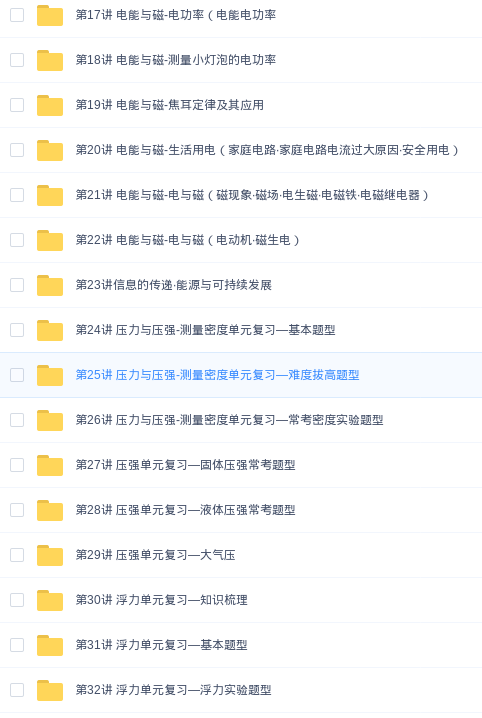 第17讲 电能与磁-电功率（电能电功率
第18讲 电能与磁-测量小灯泡的电功率
第19讲 电能与磁-焦耳定律及其应用
第20讲 电能与磁-生活用电（家庭电路·家庭电路电流过大原因·安全用电）
第21讲 电能与磁-电与磁（磁现象·磁场·电生磁·电磁铁·电磁继电器）
第22讲 电能与磁-电与磁（电动机·磁生电）
第23讲信息的传递·能源与可持续发展
第24讲 压力与压强-测量密度单元复习—基本题型
第25讲 压力与压强-测量密度单元复习—难度拔高题型
第26讲 压力与压强-测量密度单元复习—常考密度实验题型
第27讲 压强单元复习—固体压强常考题型
第28讲 压强单元复习—液体压强常考题型
第29讲 压强单元复习—大气压
第30讲 浮力单元复习—知识梳理
第31讲 浮力单元复习—基本题型
第32讲 浮力单元复习—浮力实验题型